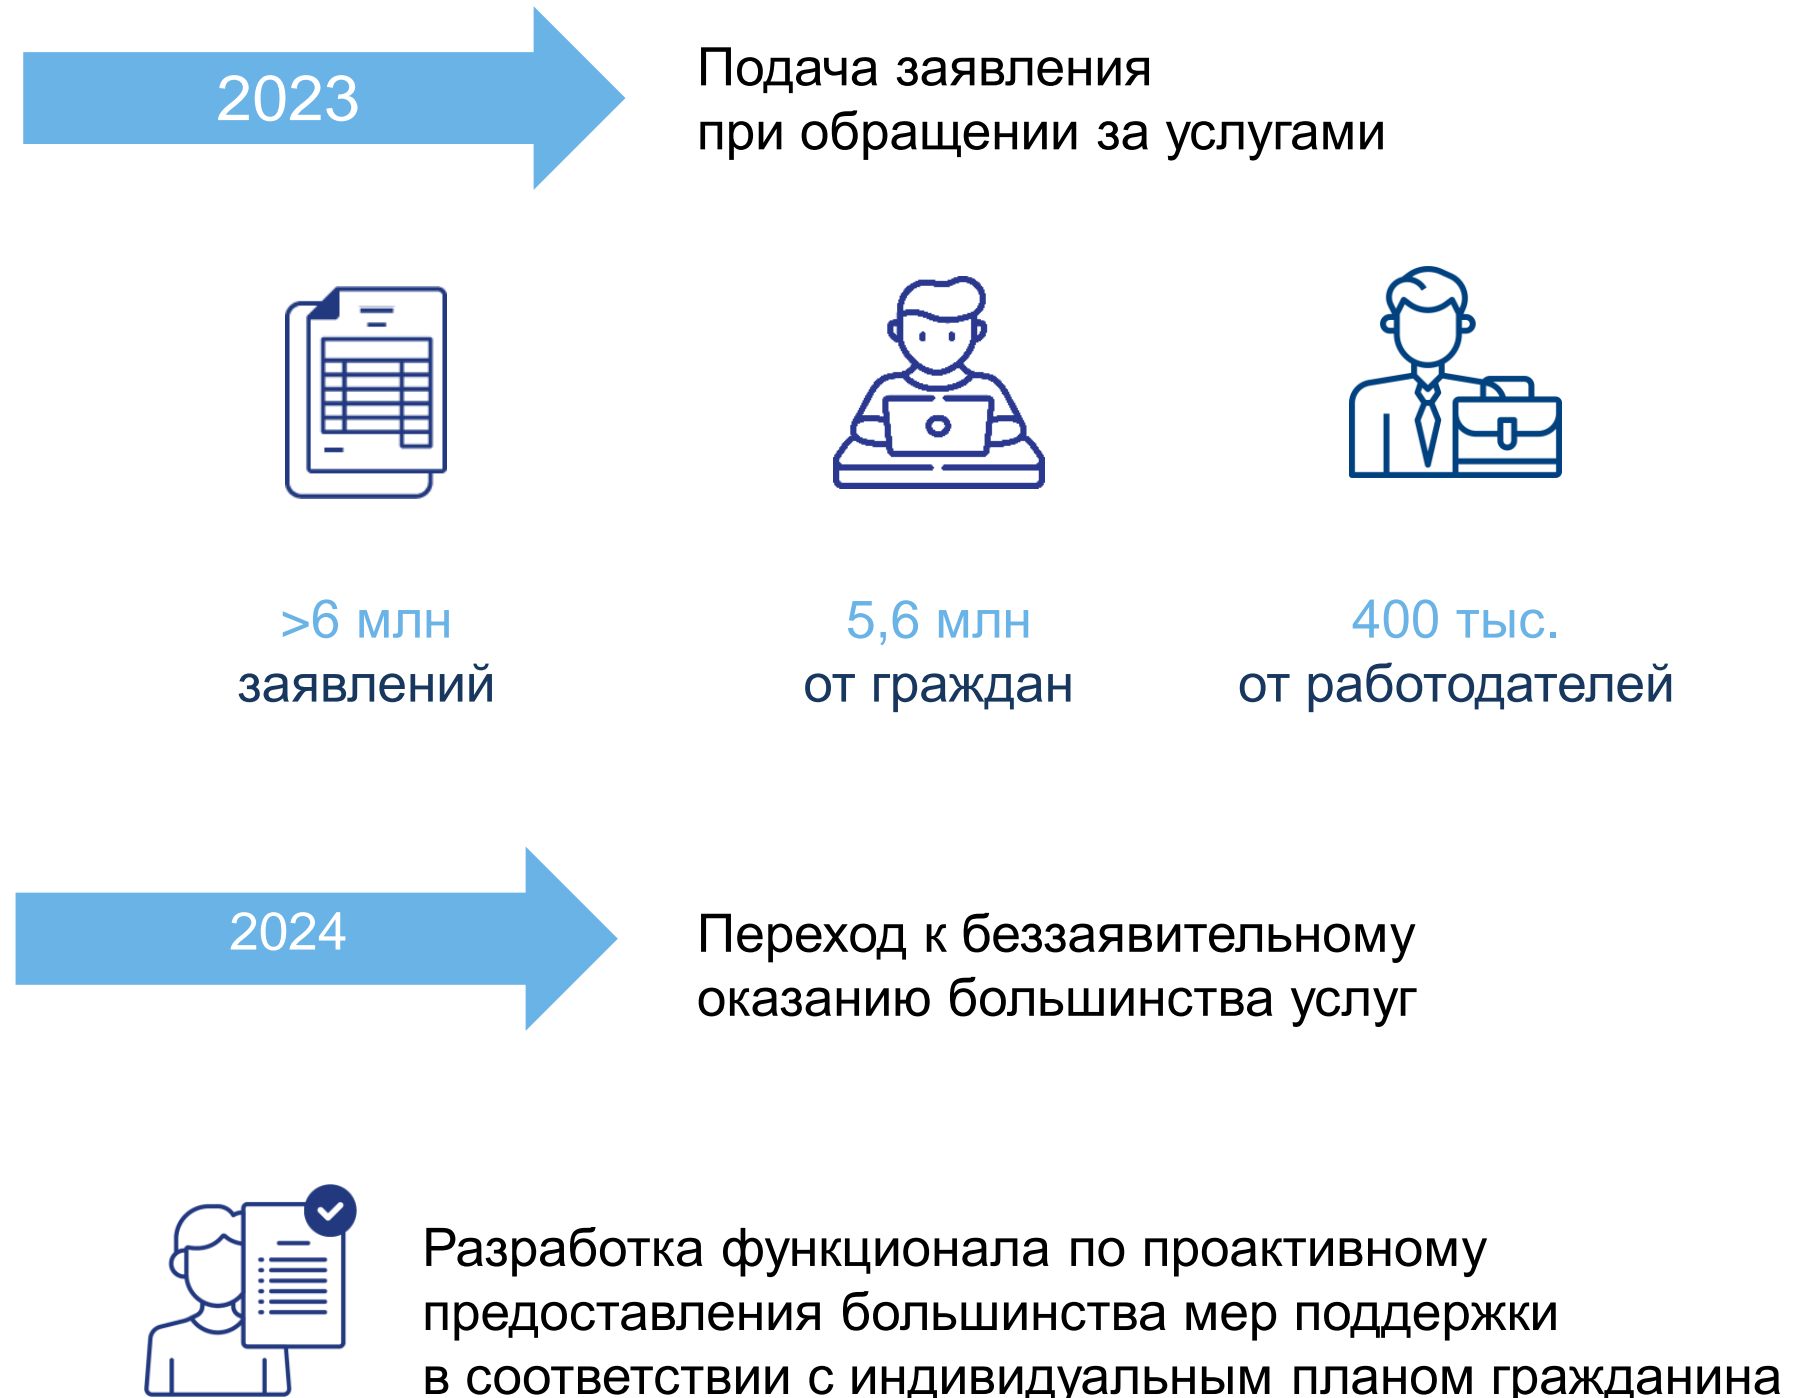 2023
Подача заявления
при обращении за услугами
>6 млн
заявлений
5,6 млн
от граждан
400 тыс.
от работодателей
2024
Переход к беззаявительному
оказанию большинства услуг
Разработка функционала по проактивному
предоставления большинства мер поддержки
в соответствии с индивидуальным планом гражданина